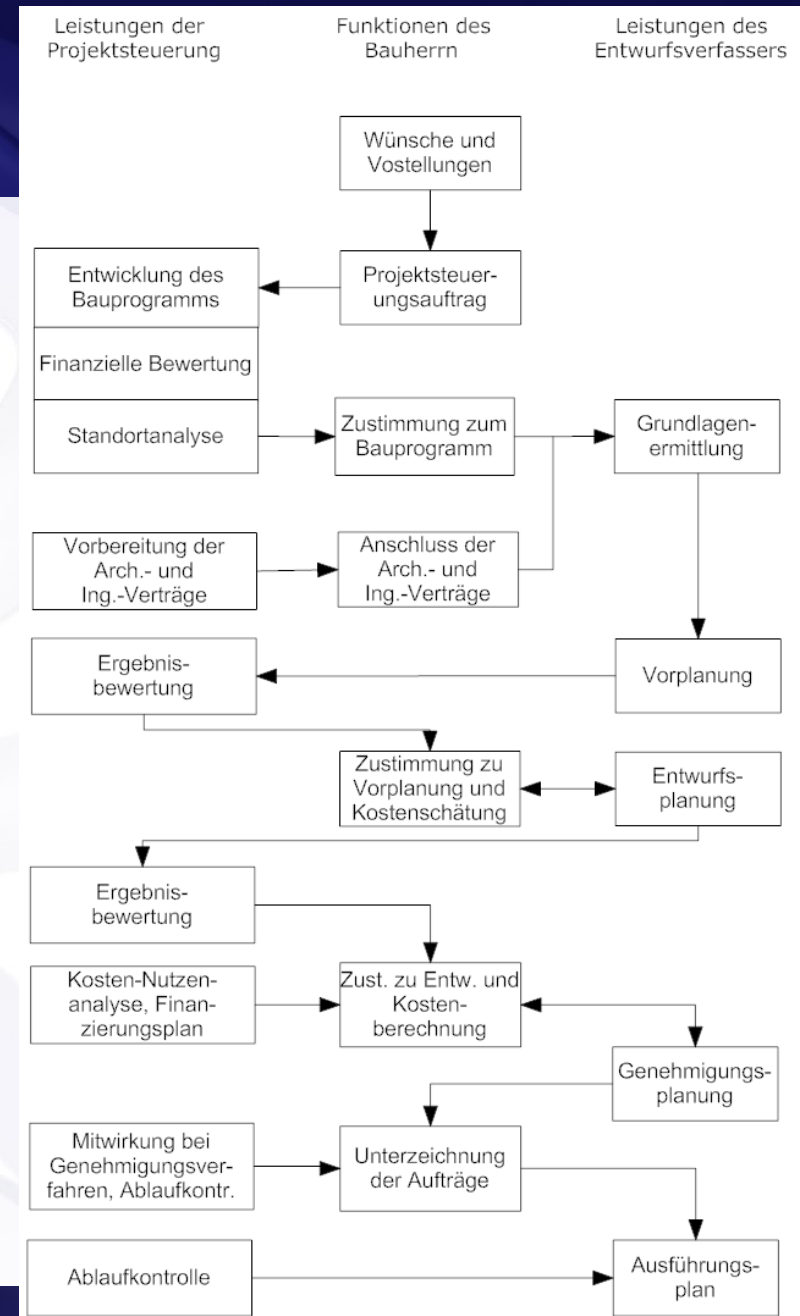 Leistungen der
Projektsteuerung
Funktionen des
Bauherrn
Leistungen des
Entwurfsverfassers
Wünsche und
Vostellungen
Entwicklung des
Bauprogramms
Projektsteuer-
ungsauftrag
Finanzielle Bewertung
Standortanalyse
Zustimmung zum
Bauprogramm
Grundlagen-
ermittlung
Vorbereitung der
Arch.- und
Ing.-Verträge
Anschluss der
Arch.- und
Ing.-Verträge
Ergebnis-
bewertung
Vorplanung
Zustimmung zu
Vorplanung und
Kostenschätung
Entwurfs-
planung
Ergebnis-
bewertung
Kosten-Nutzen-
analyse, Finan-
zierungsplan
Zust. zu Entw. und
Kosten-
berechnung
Genehmigungs-
planung
Mitwirkung bei
Genehmigungsver-
fahren, Ablaufkontr.
Unterzeichnung
der Aufträge
Ablaufkontrolle
Ausführungs-
plan